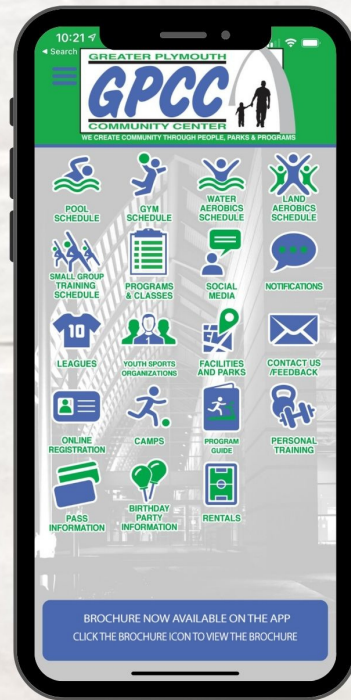 10:21
◂ Search
GREATER PLYMOUTH
GPCC
COMMUNITY CENTER
WE CREATE COMMUNITY THROUGH PEOPLE, PARKS & PROGRAMS
POOL
SCHEDULE
GYM
SCHEDULE
WATER
AEROBICS
SCHEDULE
LAND
AEROBICS
SCHEDULE
SMALL GROUP
TRAINING
SCHEDULE
PROGRAMS
& CLASSES
SOCIAL
MEDIA
NOTIFICATIONS
10
LEAGUES
YOUTH SPORTS
ORGANIZATIONS
FACILITIES
AND PARKS
CONTACT US
/FEEDBACK
ONLINE
REGISTRATION
CAMPS
PROGRAM
GUIDE
PERSONAL
TRAINING
PASS
INFORMATION
BIRTHDAY
PARTY
INFORMATION
RENTALS
BROCHURE NOW AVAILABLE ON THE APP
CLICK THE BROCHURE ICON TO VIEW THE BROCHURE